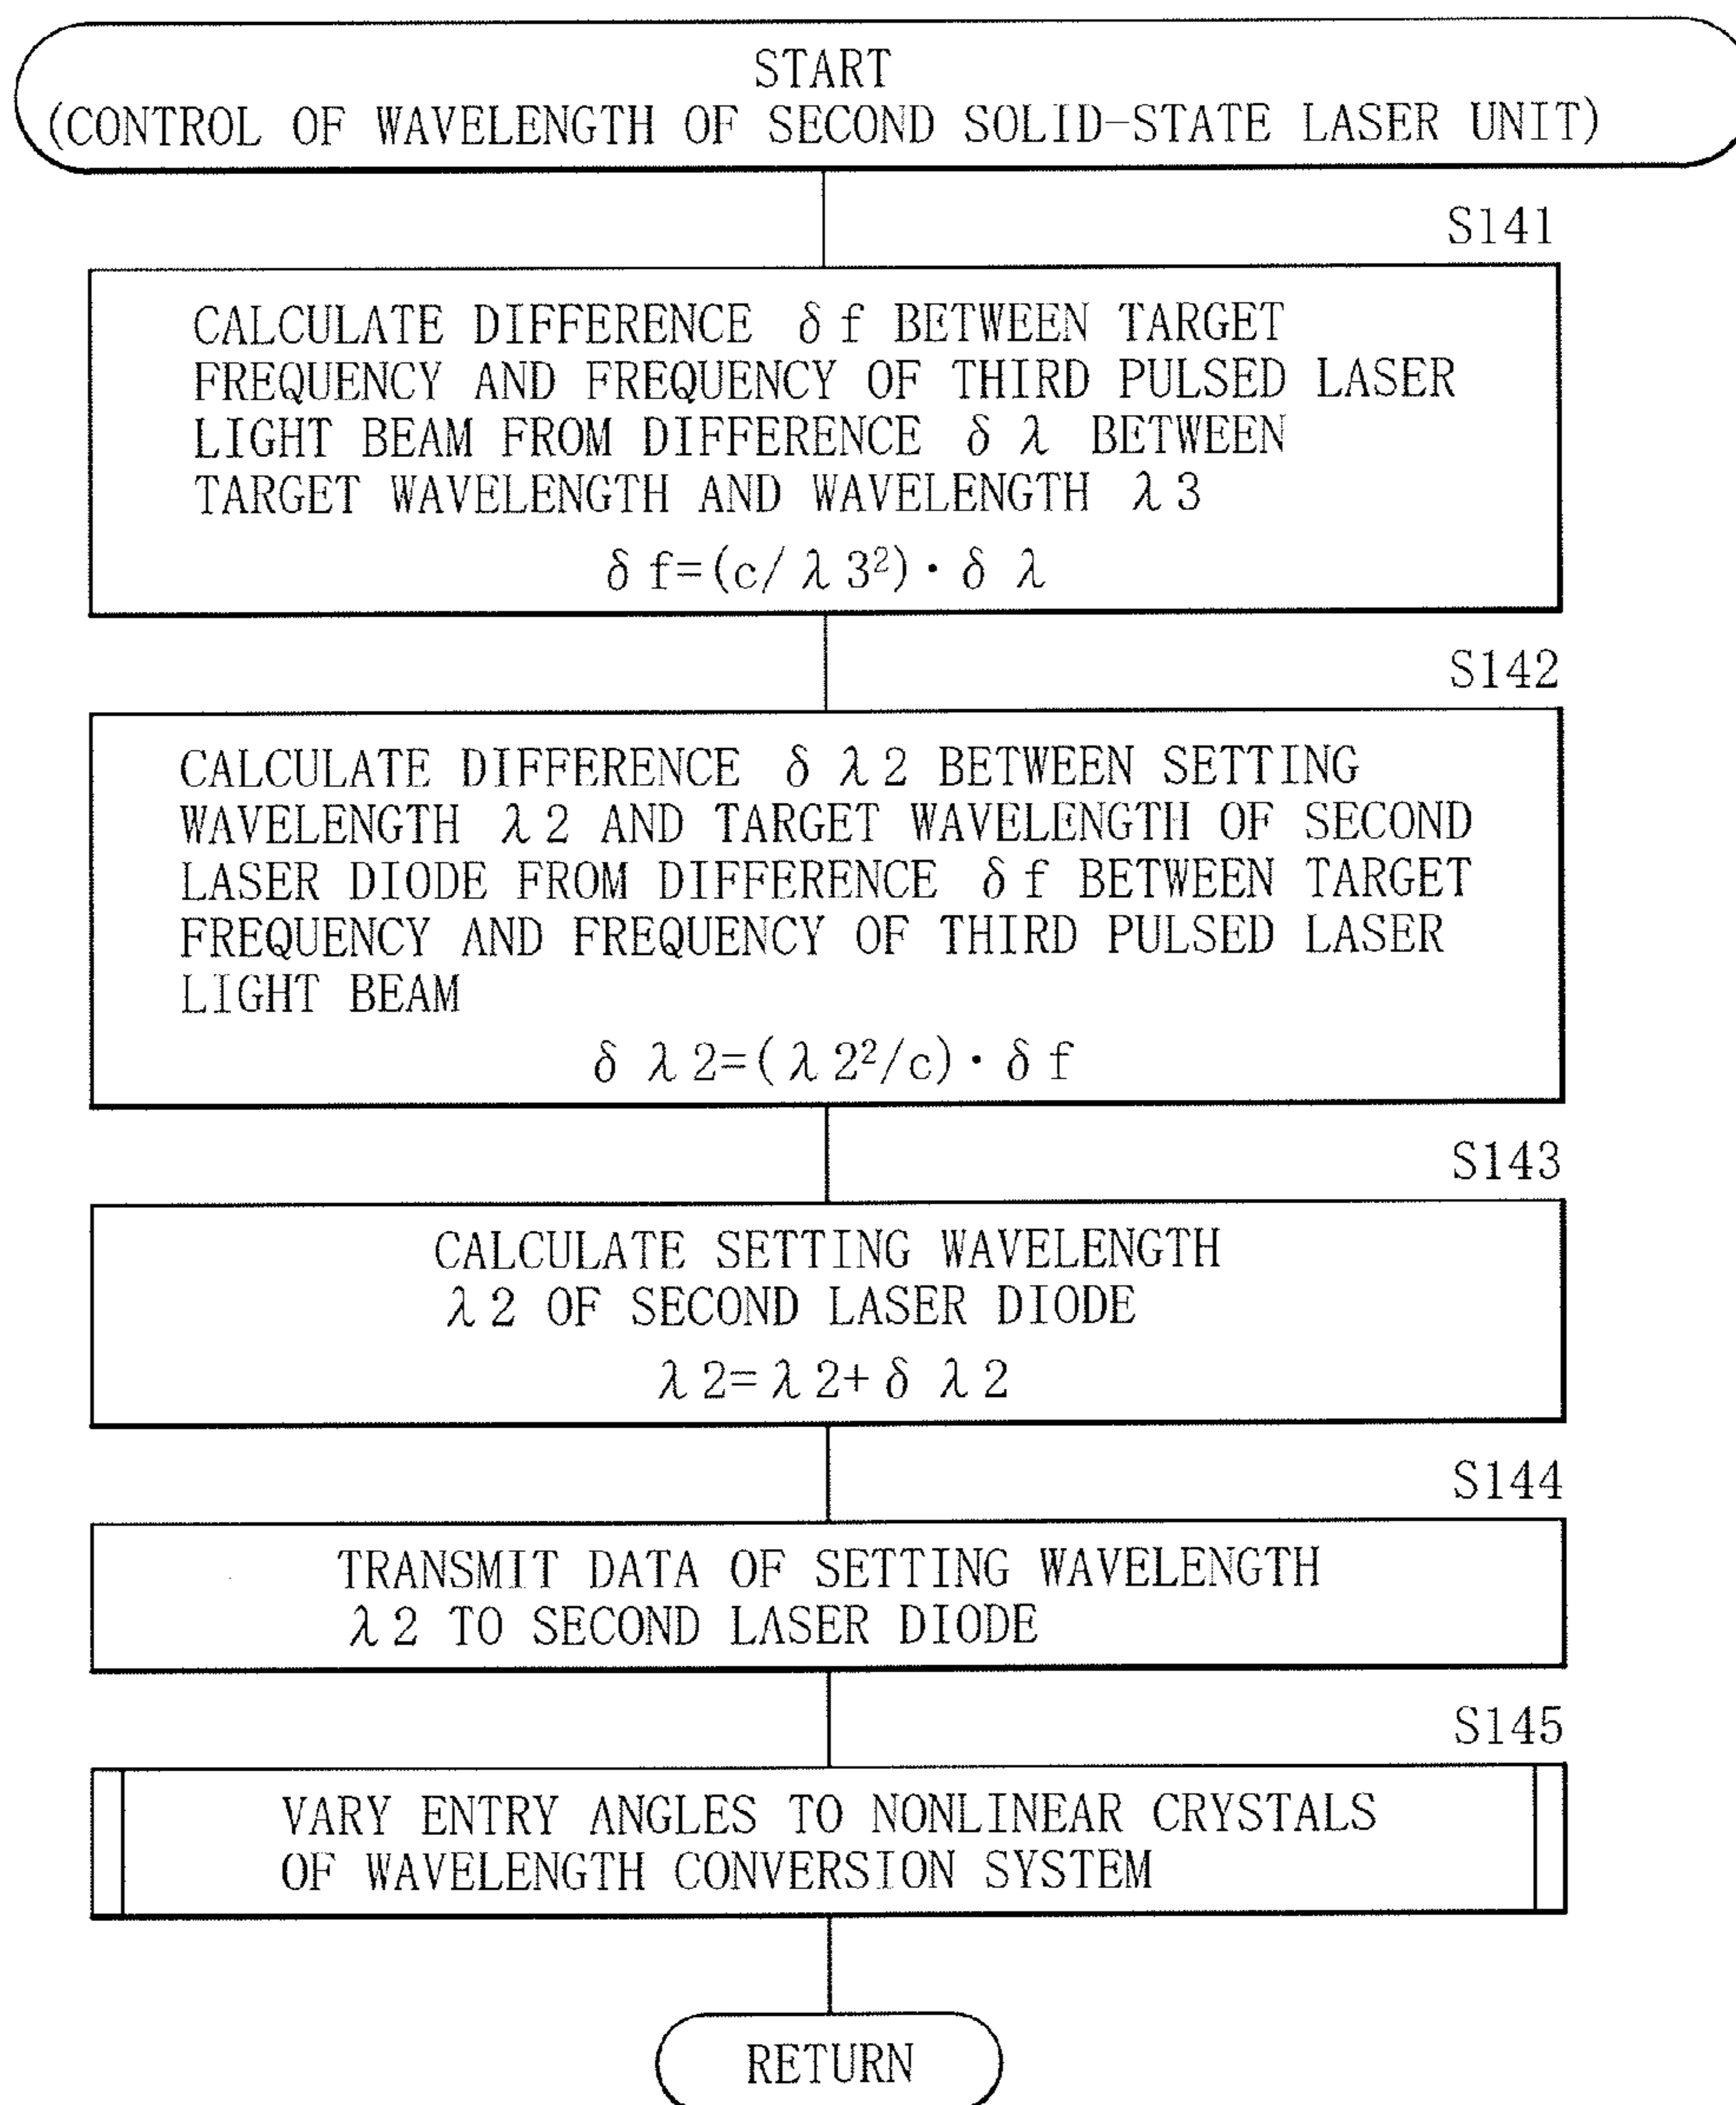 START
(CONTROL OF WAVELENGTH OF SECOND SOLID-STATE LASER UNIT)
S141
CALCULATE DIFFERENCE δf BETWEEN TARGET
FREQUENCY AND FREQUENCY OF THIRD PULSED LASER
LIGHT BEAM FROM DIFFERENCE δλ BETWEEN
TARGET WAVELENGTH AND WAVELENGTH λ3
δf=(c/λ3²)·δλ
S142
CALCULATE DIFFERENCE δλ2 BETWEEN SETTING
WAVELENGTH λ2 AND TARGET WAVELENGTH OF SECOND
LASER DIODE FROM DIFFERENCE δf BETWEEN TARGET
FREQUENCY AND FREQUENCY OF THIRD PULSED LASER
LIGHT BEAM
δλ2=(λ2²/c)·δf
S143
CALCULATE SETTING WAVELENGTH
λ2 OF SECOND LASER DIODE
λ2=λ2+δλ2
S144
TRANSMIT DATA OF SETTING WAVELENGTH
λ2 TO SECOND LASER DIODE
S145
VARY ENTRY ANGLES TO NONLINEAR CRYSTALS
OF WAVELENGTH CONVERSION SYSTEM
RETURN